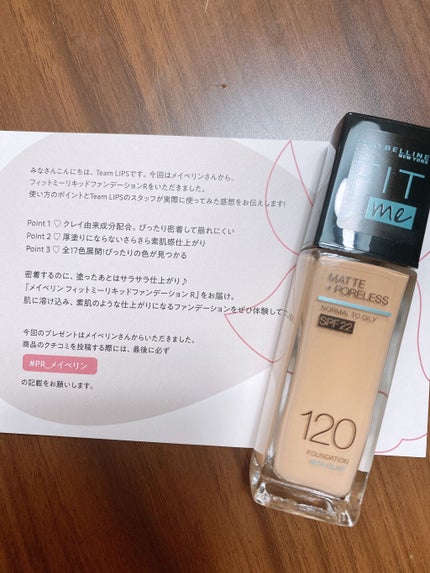 みなさんこんにちは、Team LIPSです。今回はメイベリンさんから、
フィットミーリキッドファンデーションRをいただきました。
使い方のポイントとTeam LIPSのスタッフが実際に使ってみた感想をお伝えします!
Point 1 ♡ クレイ由来成分配合。ぴったり密着して崩れにくい
Point 2 ♡ 厚塗りにならないさらさら素肌感仕上がり
Point 3 ♡ 全17色展開!ぴったりの色が見つかる
密着するのに、塗ったあとはサラサラ仕上がり♪
『メイベリン フィットミーリキッドファンデーション R』をお届け。
肌に溶け込み、素肌のような仕上がりになるファンデーションをぜひ体験して
今回のプレゼントはメイベリンさんからいただきました。
商品のクチコミを投稿する際には、最後に必ず
#PR_メイベリン
の記載をお願いします。
MAYBELLINE
NEW YORK
FIT
me
MATTE
+ PORELESS
NORMAL TO OILY
SPF 22
120
FOUNDATION
WITH CLAY